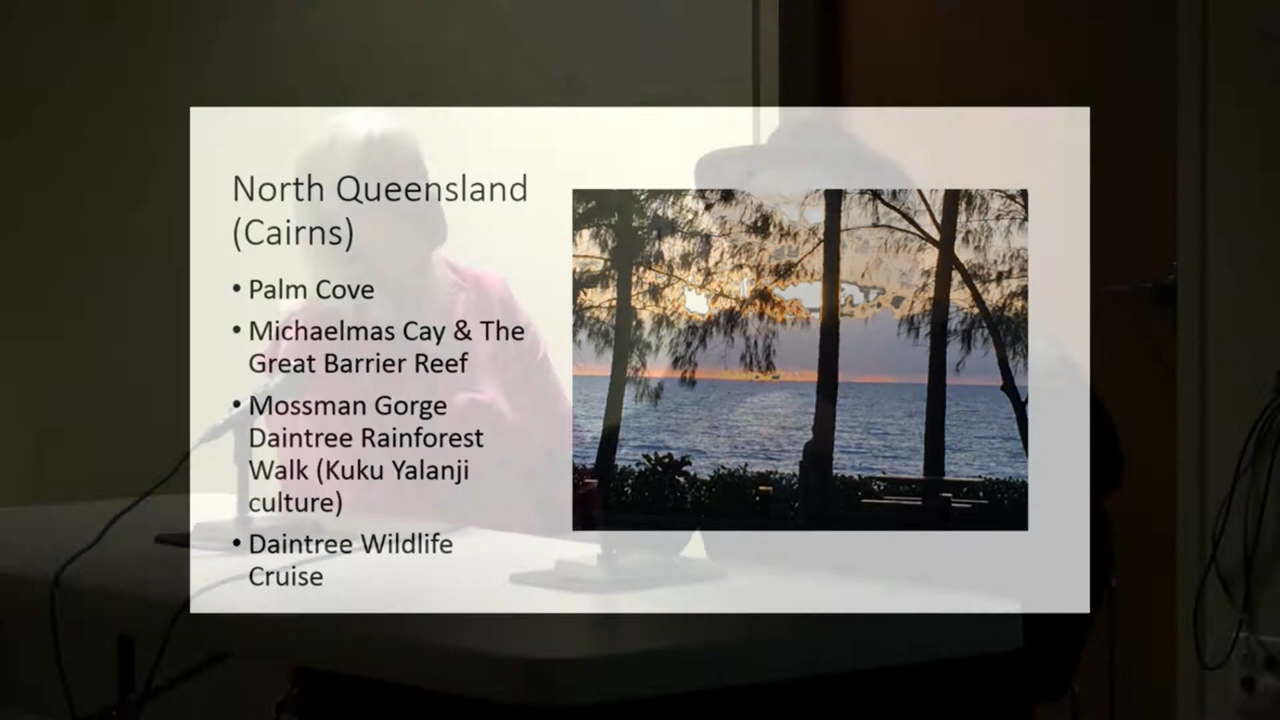 North Queensland
(Cairns)
• Palm Cove
• Michaelmas Cay & The
Great Barrier Reef
• Mossman Gorge
Daintree Rainforest
Walk (Kuku Yalanji
culture)
• Daintree Wildlife
Cruise